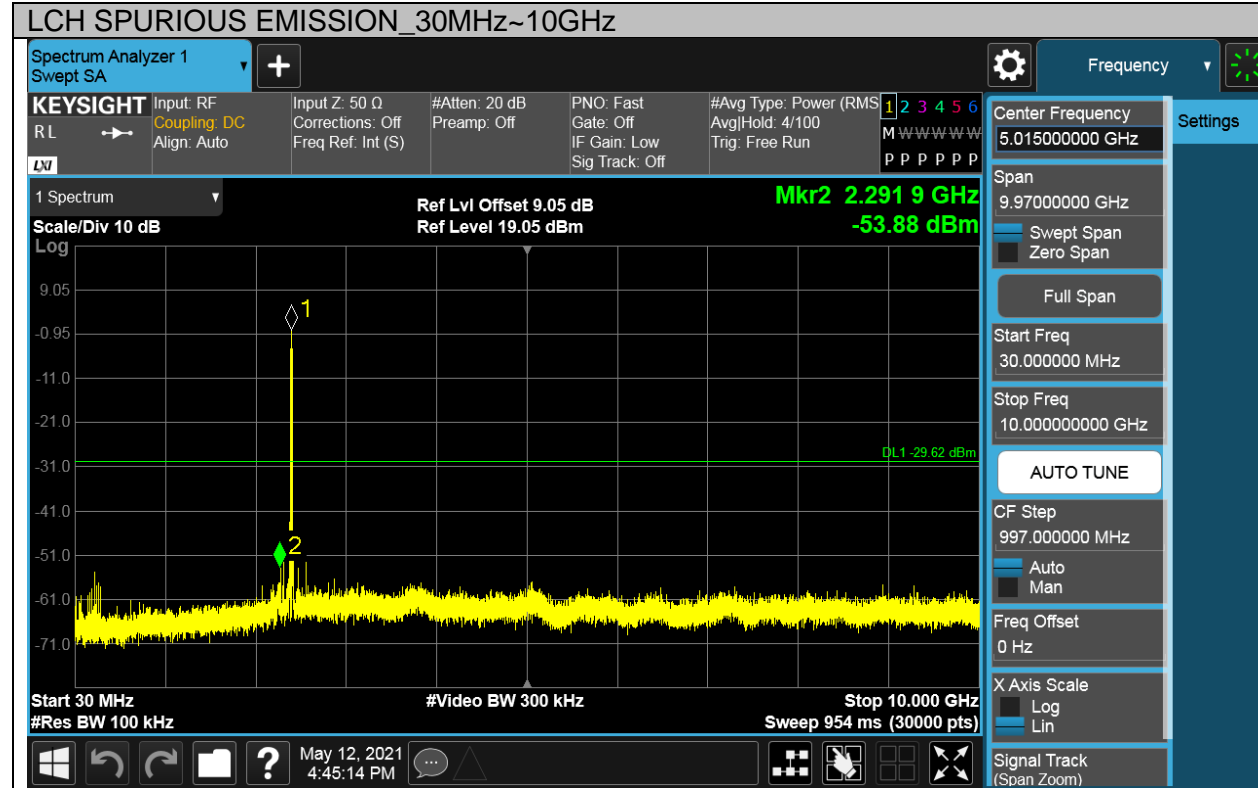 LCH SPURIOUS EMISSION_30MHz~10GHz
Spectrum Analyzer 1
Swept SA
Frequency
KEYSIGHT
Input: RF
Coupling: DC
Align: Auto
Input Z: 50 Ω
Corrections: Off
Freq Ref: Int (S)
#Atten: 20 dB
Preamp: Off
PNO: Fast
Gate: Off
IF Gain: Low
Sig Track: Off
#Avg Type: Power (RMS
Avg|Hold: 4/100
Trig: Free Run
1 2 3 4 5 6
M W W W W W
P P P P P P
R L
LXI
1 Spectrum
Scale/Div 10 dB
Ref Lvl Offset 9.05 dB
Ref Level 19.05 dBm
Mkr2 2.291 9 GHz
-53.88 dBm
Log
9.05
-0.95
-11.0
-21.0
-31.0
-41.0
-51.0
-61.0
-71.0
1
2
DL1 -29.62 dBm
Start 30 MHz
#Res BW 100 kHz
#Video BW 300 kHz
Stop 10.000 GHz
Sweep 954 ms (30000 pts)
May 12, 2021
4:45:14 PM
?
Center Frequency
5.015000000 GHz
Settings
Span
9.97000000 GHz
Swept Span
Zero Span
Full Span
Start Freq
30.000000 MHz
Stop Freq
10.000000000 GHz
AUTO TUNE
CF Step
997.000000 MHz
Auto
Man
Freq Offset
0 Hz
X Axis Scale
Log
Lin
Signal Track
(Span Zoom)